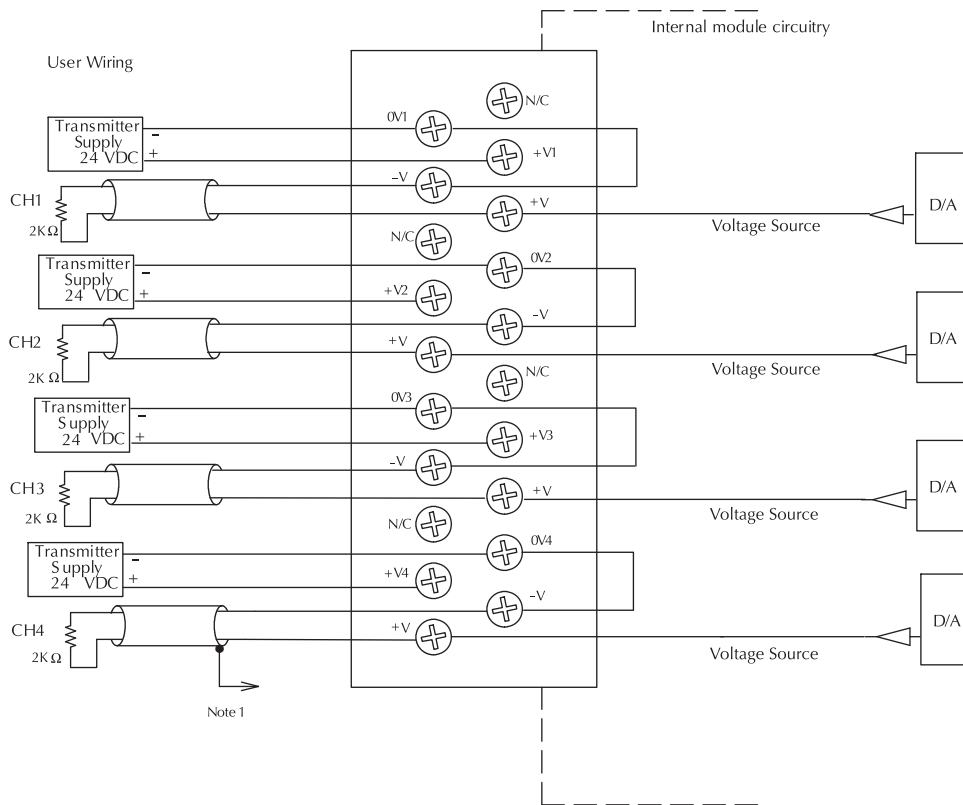 Internal module circuitry
User Wiring
N/C
0V1
Transmitter
Supply
24 VDC
-
+
+V1
–V
CH1
2K Ω
+V
D/A
Voltage Source
N/C
0V2
Transmitter
Supply
24 VDC
-
+
+V2
–V
CH2
2K Ω
+V
D/A
Voltage Source
N/C
0V3
Transmitter
Supply
24 VDC
-
+
+V3
–V
CH3
2K Ω
+V
D/A
Voltage Source
N/C
0V4
Transmitter
Supply
24 VDC
-
+
+V4
–V
CH4
2K Ω
+V
D/A
Voltage Source
Note 1